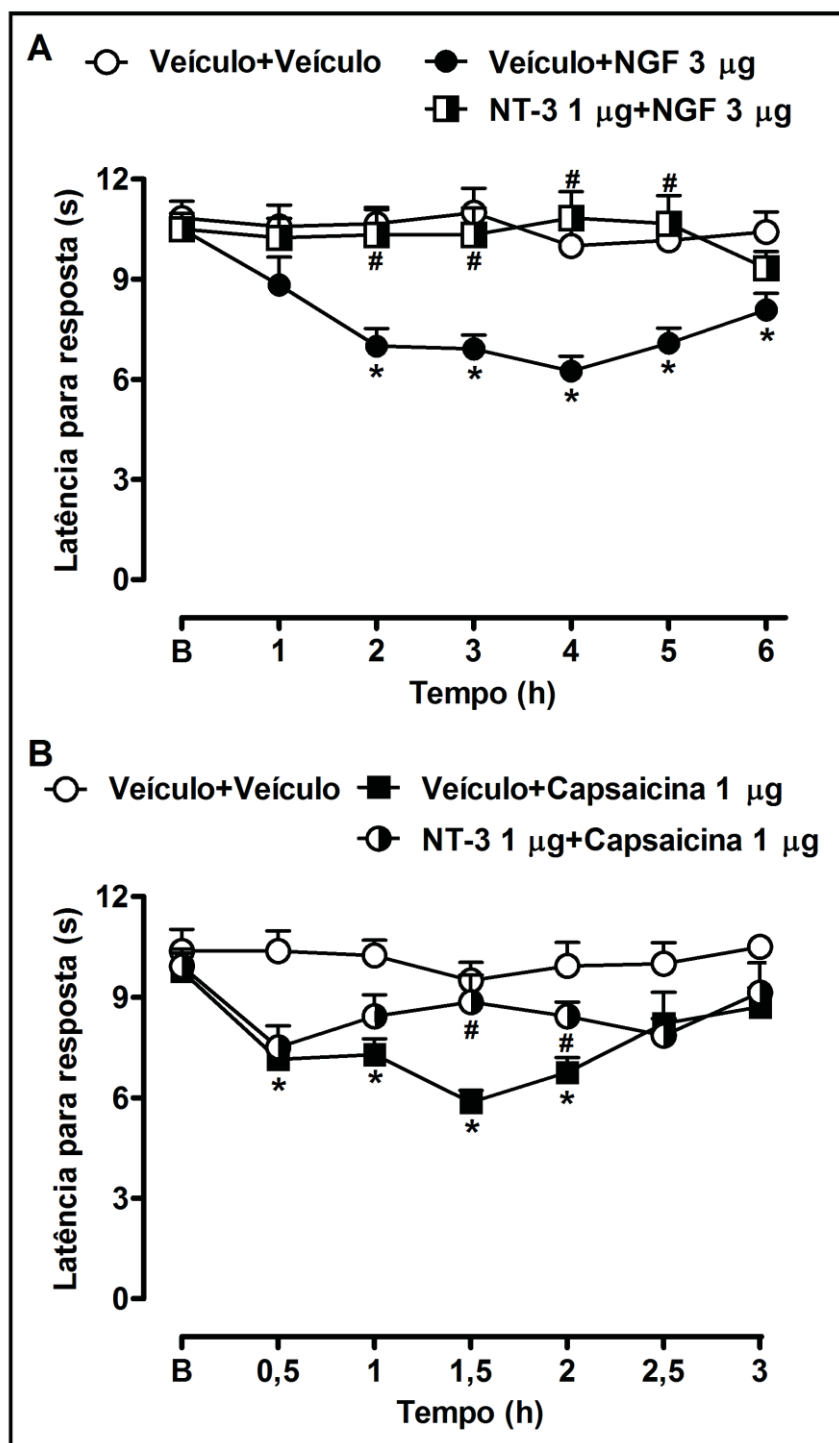 A
Veículo+Veículo
Veículo+NGF 3 μg
NT-3 1 μg+NGF 3 μg
Latência para resposta (s)
12
9
6
3
0
# #
# #
* * * * *
B 1 2 3 4 5 6
Tempo (h)
B
Veículo+Veículo
Veículo+Capsaicina 1 μg
NT-3 1 μg+Capsaicina 1 μg
Latência para resposta (s)
12
9
6
3
0
# #
* * * *
B 0,5 1 1,5 2 2,5 3
Tempo (h)